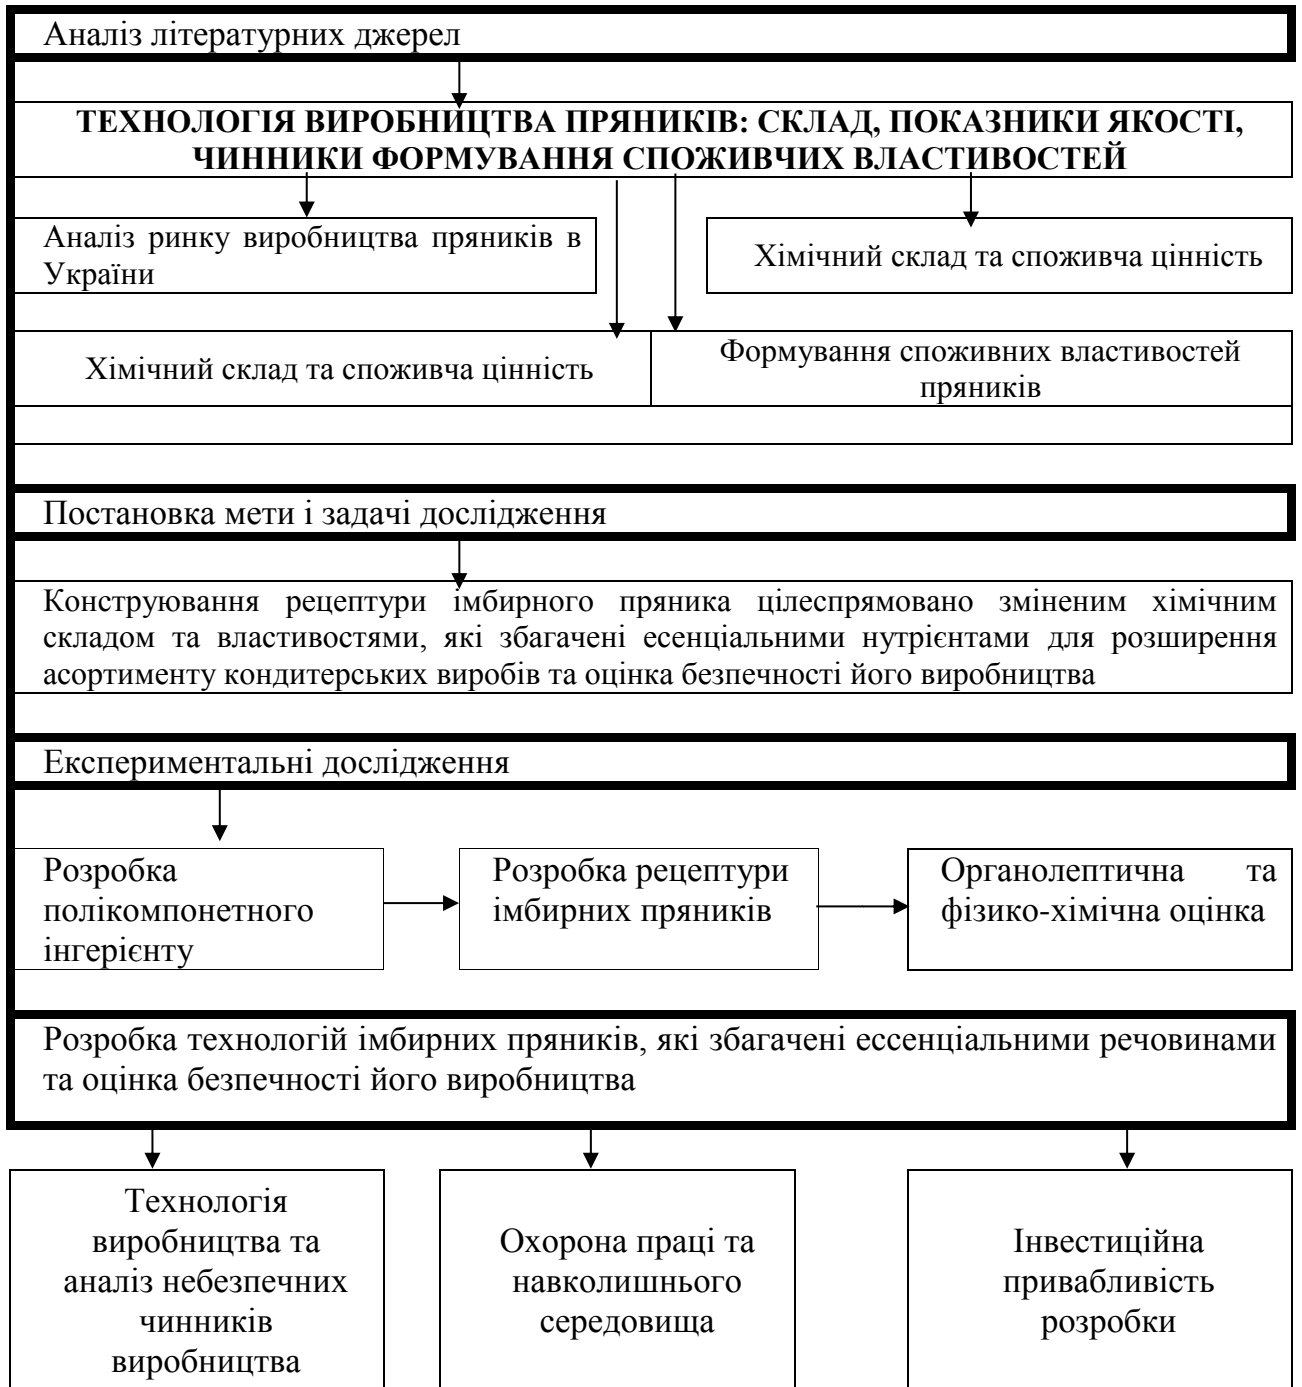 Аналіз літературних джерел
ТЕХНОЛОГІЯ ВИРОБНИЦТВА ПРЯНИКІВ: СКЛАД, ПОКАЗНИКИ ЯКОСТІ,
ЧИННИКИ ФОРМУВАННЯ СПОЖИВЧИХ ВЛАСТИВОСТЕЙ
Аналіз ринку виробництва пряників в
України
Хімічний склад та споживча цінність
Хімічний склад та споживча цінність
Формування споживних властивостей
пряників
Постановка мети і задачі дослідження
Конструювання рецептури імбирного пряника цілеспрямовано зміненим хімічним
складом та властивостями, які збагачені есенціальними нутрієнтами для розширення
асортименту кондитерських виробів та оцінка безпечності його виробництва
Експериментальні дослідження
Розробка
полікомпонетного
інгерієнту
Розробка рецептури
імбирних пряників
Органолептична та
фізико-хімічна оцінка
Розробка технологій імбирних пряників, які збагачені ессенціальними речовинами
та оцінка безпечності його виробництва
Технологія
виробництва та
аналіз небезпечних
чинників
виробництва
Охорона праці та
навколишнього
середовища
Інвестиційна
привабливість
розробки